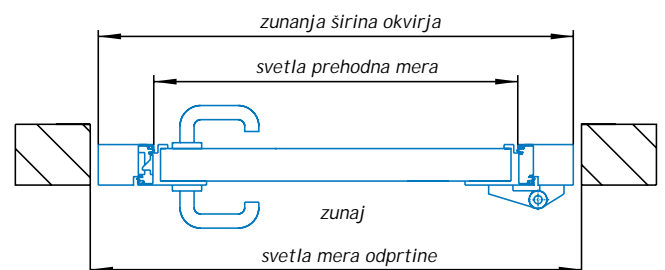 zunanja širina okvirja
svetla prehodna mera
zunaj
svetla mera odprtine